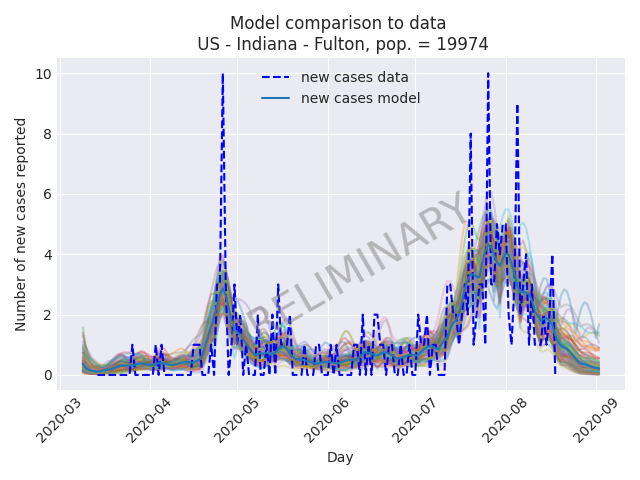 Model comparison to data
US - Indiana - Fulton, pop. = 19974
new cases data
new cases model
PRELIMINARY
Number of new cases reported
10
8
6
4
2
0
2020-03
2020-04
2020-05
2020-06
2020-07
2020-08
2020-09
Day